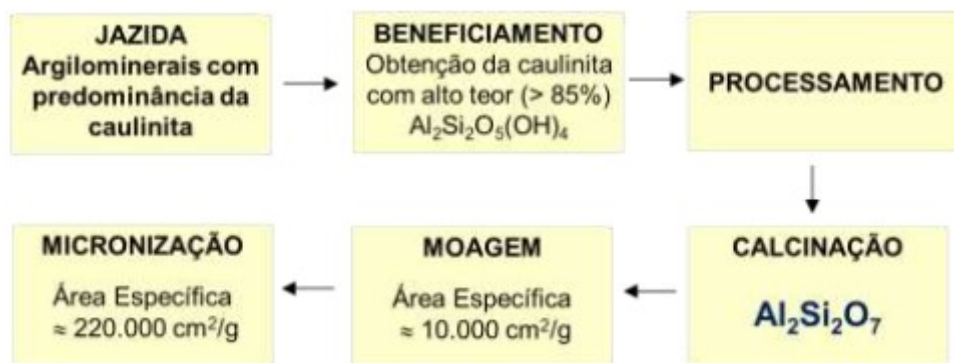 JAZIDA
Argilominerais com
predominância da
caulinita
BENEFICIAMENTO
Obtenção da caulinita
com alto teor (> 85%)
Al₂Si₂O₅(OH)₄
PROCESSAMENTO
CALCINAÇÃO
Al₂Si₂O₇
MOAGEM
Área Específica
≈ 10.000 cm²/g
MICRONIZAÇÃO
Área Específica
≈ 220.000 cm²/g